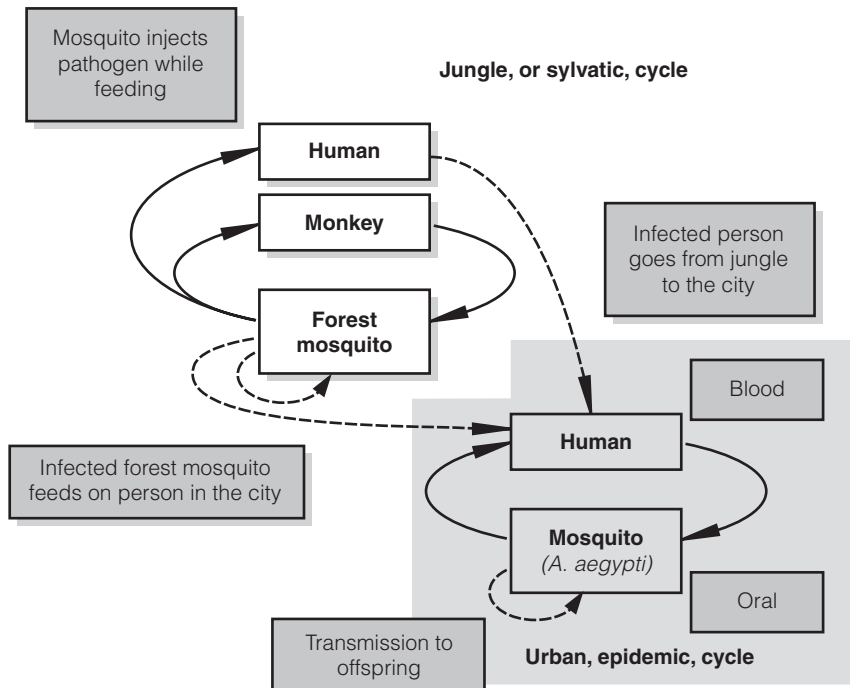 Mosquito injects
pathogen while
feeding
Jungle, or sylvatic, cycle
Human
Monkey
Forest
mosquito
Infected person
goes from jungle
to the city
Blood
Human
Infected forest mosquito
feeds on person in the city
Mosquito
(A. aegypti)
Oral
Transmission to
offspring
Urban, epidemic, cycle